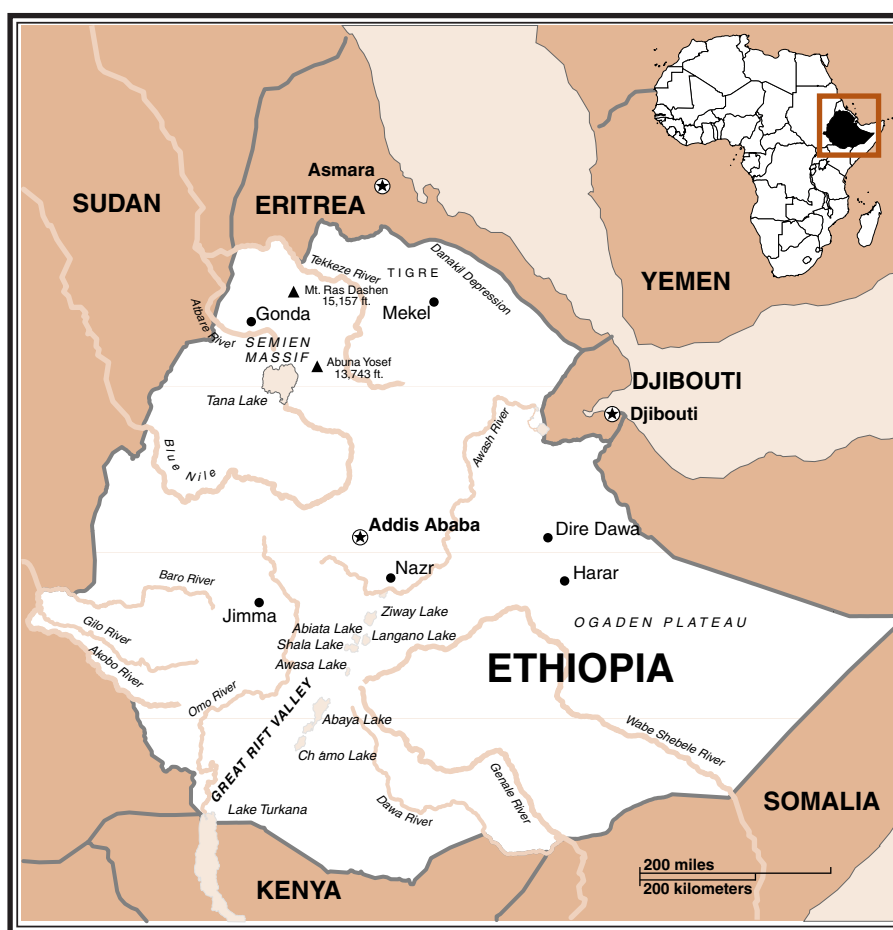 Asmara
SUDAN
ERITREA
YEMEN
Tekkeze River
TIGRE
Danakil Depression
Mt. Ras Dashen
15,157 ft.
Atbare River
Gonda
Mekel
SEMIEN
MASSIF
Abuna Yosef
13,743 ft.
Tana Lake
DJIBOUTI
Djibouti
Awash River
Blue Nile
Addis Ababa
Dire Dawa
Nazr
Harar
Baro River
Jimma
Ziway Lake
Abiata Lake
Langano Lake
Shala Lake
Awasa Lake
OGADEN PLATEAU
Gilo River
Akobo River
ETHIOPIA
Omo River
GREAT RIFT VALLEY
Abaya Lake
Ch amo Lake
Wabe Shebele River
Genale River
Dawa River
Lake Turkana
SOMALIA
KENYA
200 miles
200 kilometers